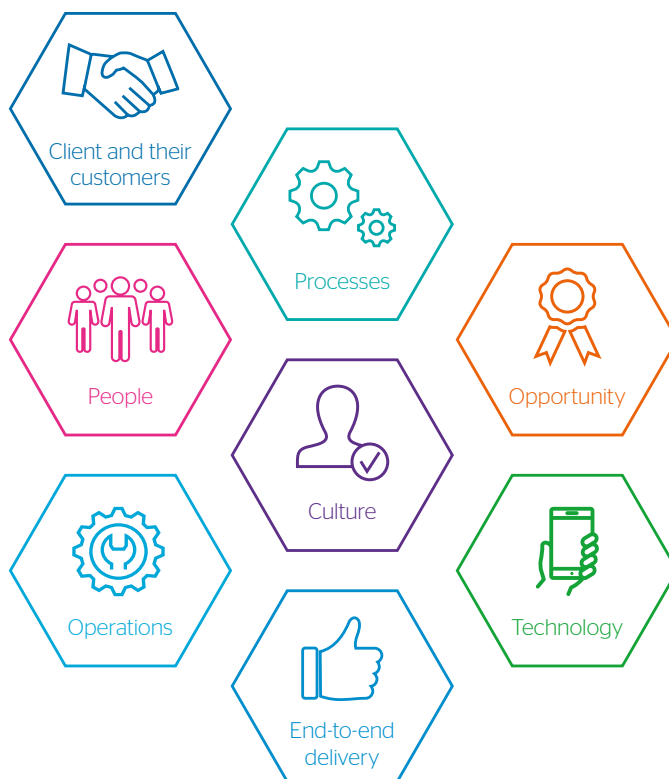 Client and their
customers
Processes
People
Opportunity
Culture
Operations
Technology
End-to-end
delivery